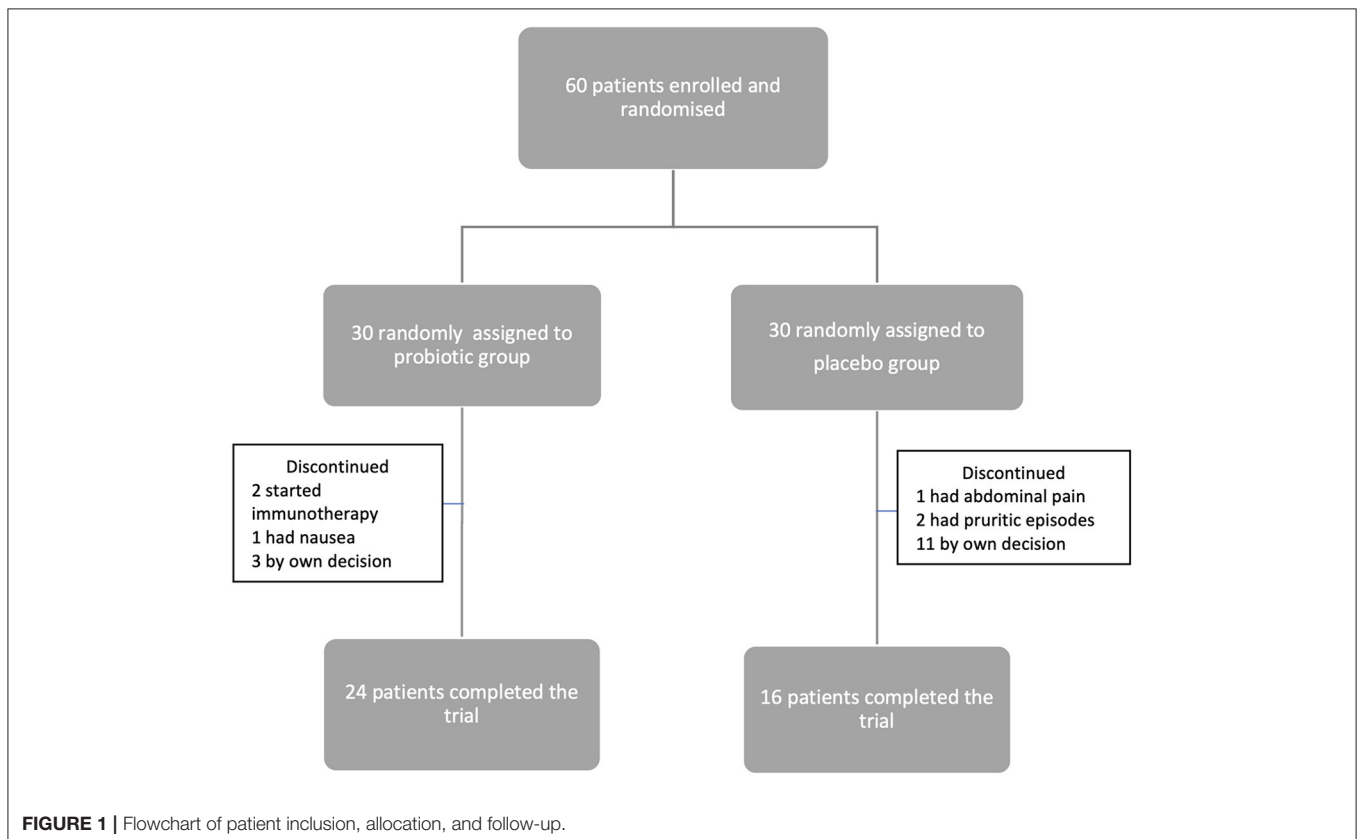 60 patients enrolled and
randomised
30 randomly assigned to
probiotic group
30 randomly assigned to
placebo group
Discontinued
2 started
immunotherapy
1 had nausea
3 by own decision
Discontinued
1 had abdominal pain
2 had pruritic episodes
11 by own decision
24 patients completed the
trial
16 patients completed the
trial
FIGURE 1 | Flowchart of patient inclusion, allocation, and follow-up.